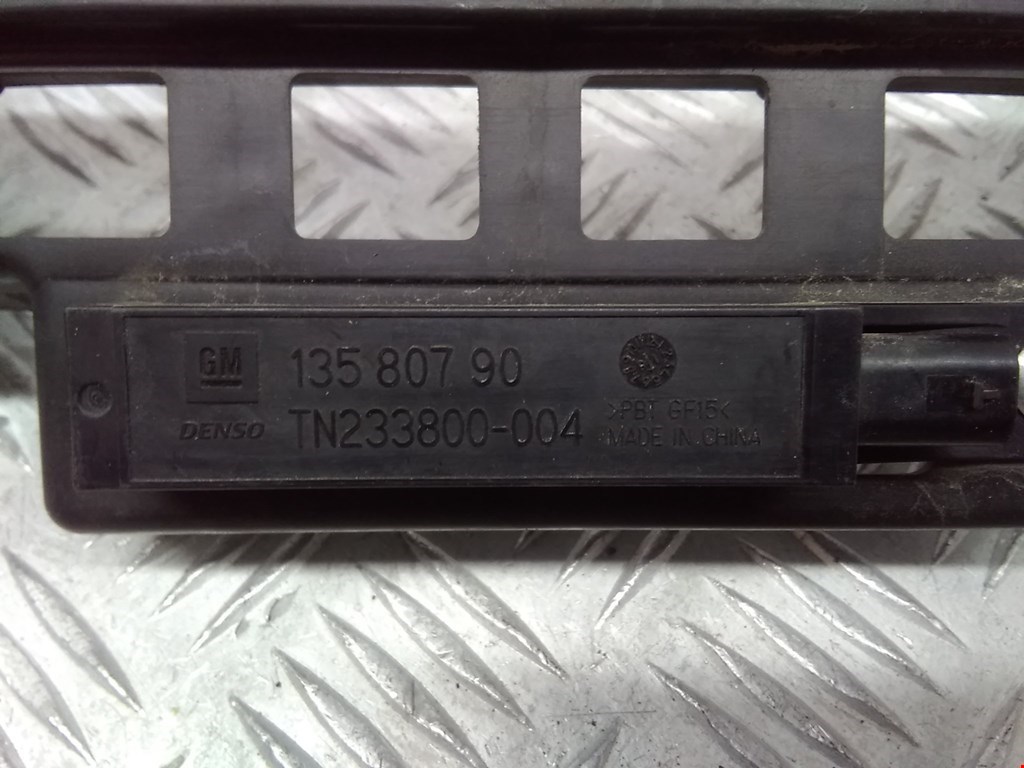 GM 135 807 90
DENSO TN233800-004
>PBT GF15<
MADE IN CHINA